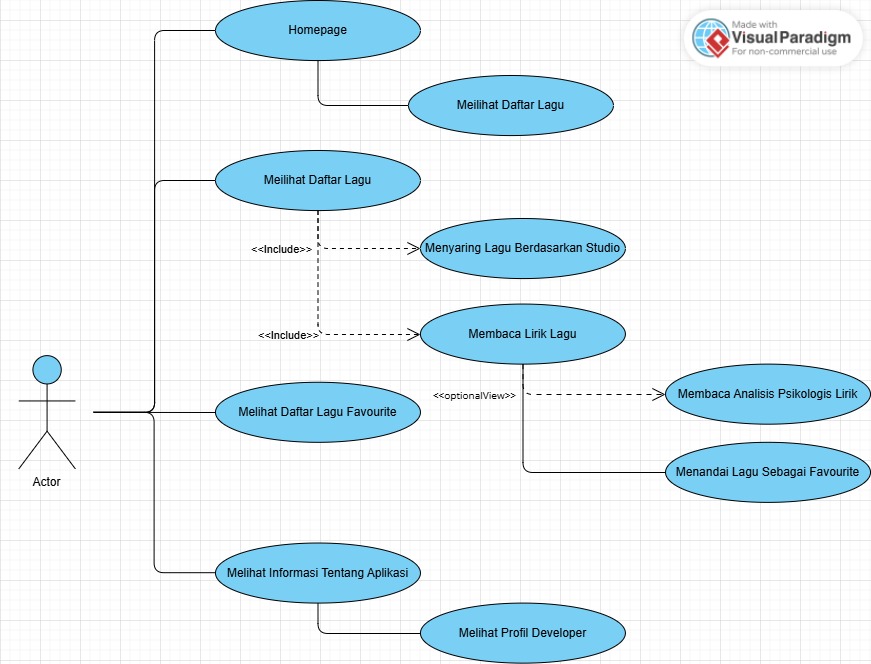 Homepage
Made with
VisualParadigm
For non-commercial use
Meilihat Daftar Lagu
Meilihat Daftar Lagu
<<Include>>
Menyaring Lagu Berdasarkan Studio
<<Include>>
Membaca Lirik Lagu
<<optionalView>>
Membaca Analisis Psikologis Lirik
Melihat Daftar Lagu Favourite
Menandai Lagu Sebagai Favourite
Actor
Melihat Informasi Tentang Aplikasi
Melihat Profil Developer